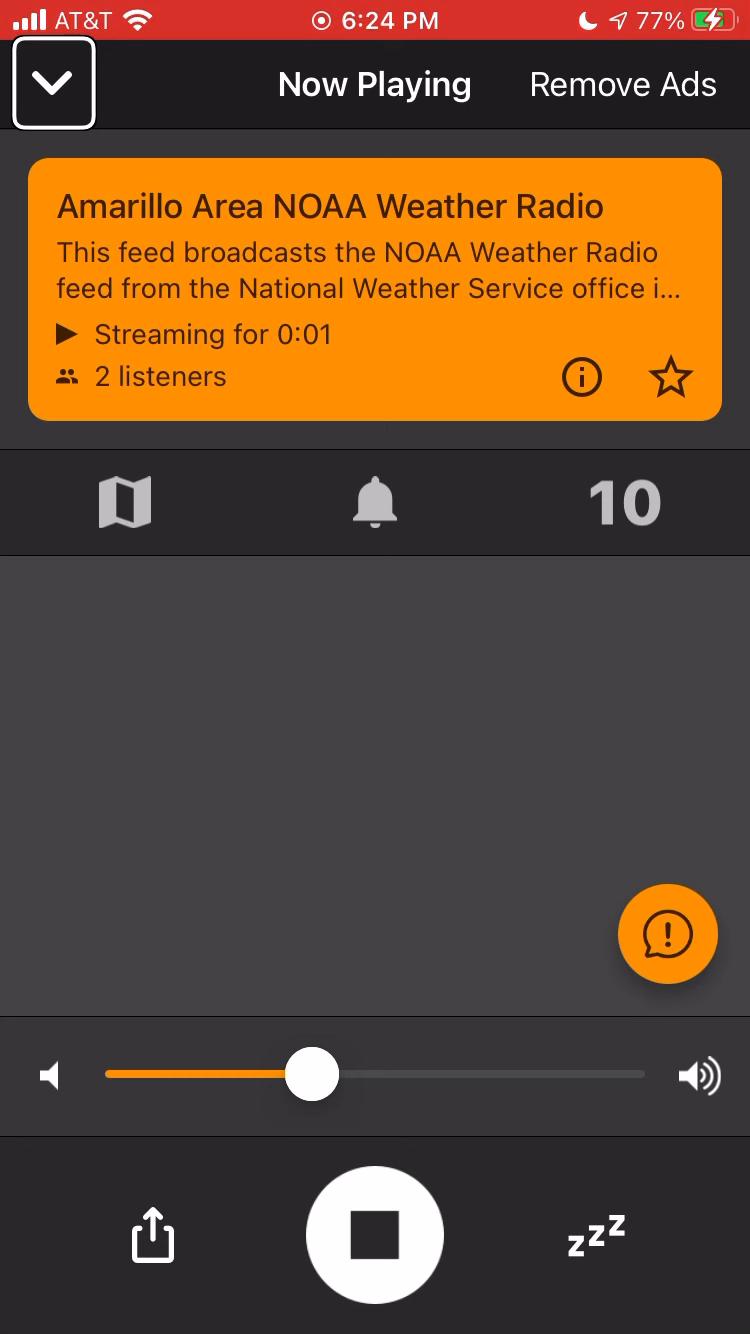 AT&T 6:24 PM 77%
Now Playing Remove Ads
Amarillo Area NOAA Weather Radio
This feed broadcasts the NOAA Weather Radio
feed from the National Weather Service office i...
Streaming for 0:01
2 listeners
10
zzz